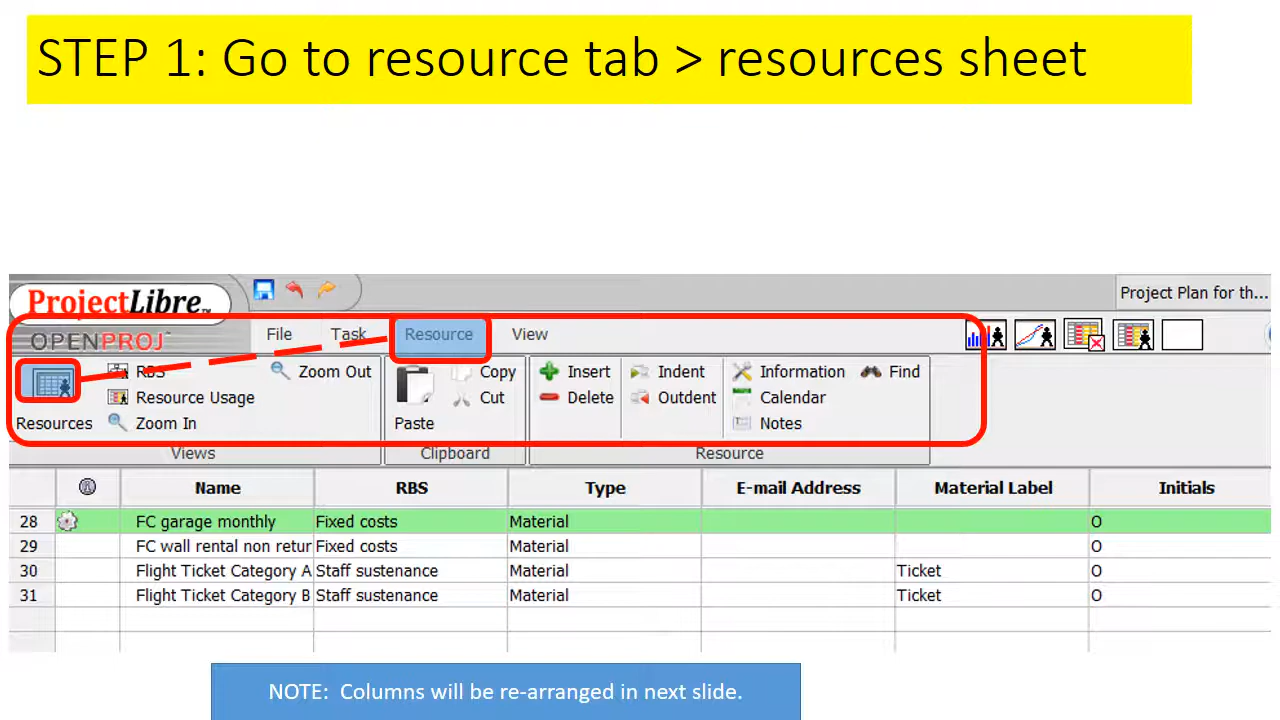 STEP 1: Go to resource tab > resources sheet
ProjectLibre™
Project Plan for th...
OPENPROJ™
File Task Resource View
RBS Zoom Out Copy Insert Indent Information Find
Resource Usage Cut Delete Outdent Calendar
Resources Zoom In Paste Notes
Views Clipboard Resource
Name RBS Type E-mail Address Material Label Initials
28 FC garage monthly Fixed costs Material O
29 FC wall rental non retur Fixed costs Material O
30 Flight Ticket Category A Staff sustenance Material Ticket O
31 Flight Ticket Category B Staff sustenance Material Ticket O
NOTE: Columns will be re-arranged in next slide.